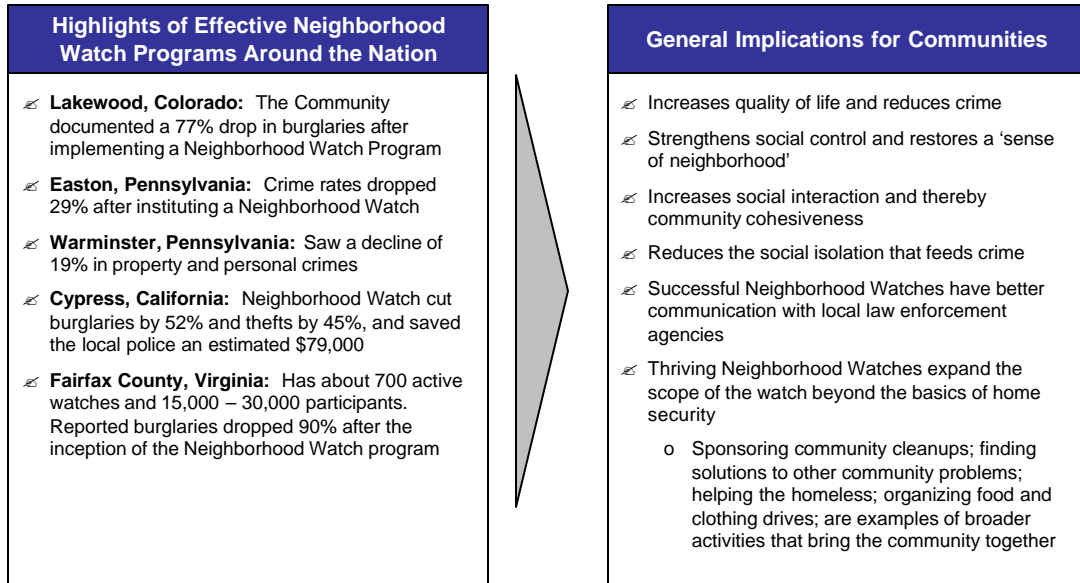 Highlights of Effective Neighborhood
Watch Programs Around the Nation
Lakewood, Colorado: The Community
documented a 77% drop in burglaries after
implementing a Neighborhood Watch Program
Easton, Pennsylvania: Crime rates dropped
29% after instituting a Neighborhood Watch
Warminster, Pennsylvania: Saw a decline of
19% in property and personal crimes
Cypress, California: Neighborhood Watch cut
burglaries by 52% and thefts by 45%, and saved
the local police an estimated $79,000
Fairfax County, Virginia: Has about 700 active
watches and 15,000 – 30,000 participants.
Reported burglaries dropped 90% after the
inception of the Neighborhood Watch program
General Implications for Communities
Increases quality of life and reduces crime
Strengthens social control and restores a ‘sense
of neighborhood’
Increases social interaction and thereby
community cohesiveness
Reduces the social isolation that feeds crime
Successful Neighborhood Watches have better
communication with local law enforcement
agencies
Thriving Neighborhood Watches expand the
scope of the watch beyond the basics of home
security
o Sponsoring community cleanups; finding
solutions to other community problems;
helping the homeless; organizing food and
clothing drives; are examples of broader
activities that bring the community together